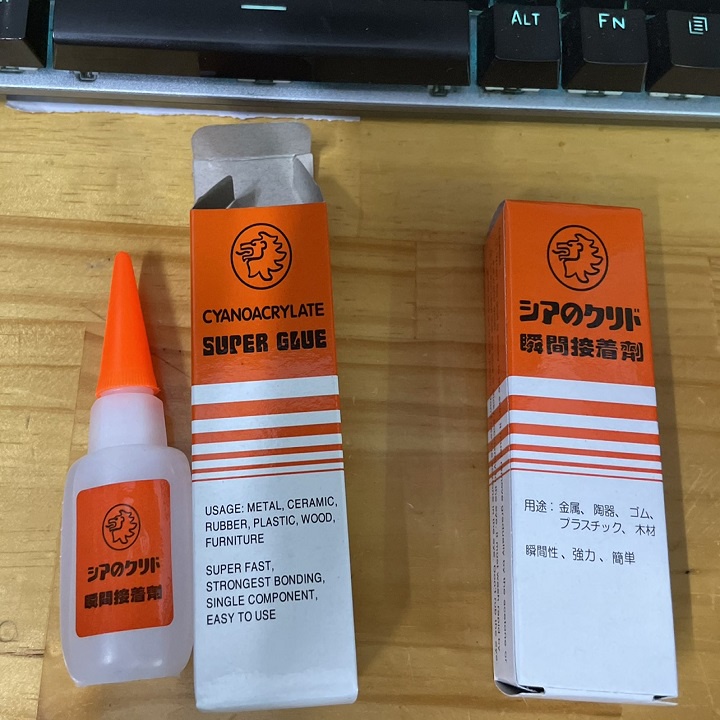 ALT
FN
CYANOACRYLATE
SUPER GLUE
USAGE: METAL, CERAMIC,
RUBBER, PLASTIC, WOOD,
FURNITURE
SUPER FAST,
STRONGEST BONDING,
SINGLE COMPONENT,
EASY TO USE
シアのクリド
瞬間接着劑
シアのクリド
瞬間接着劑
用途：金属、陶器、ゴム、
プラスチック、木材
瞬間性、強力、簡単